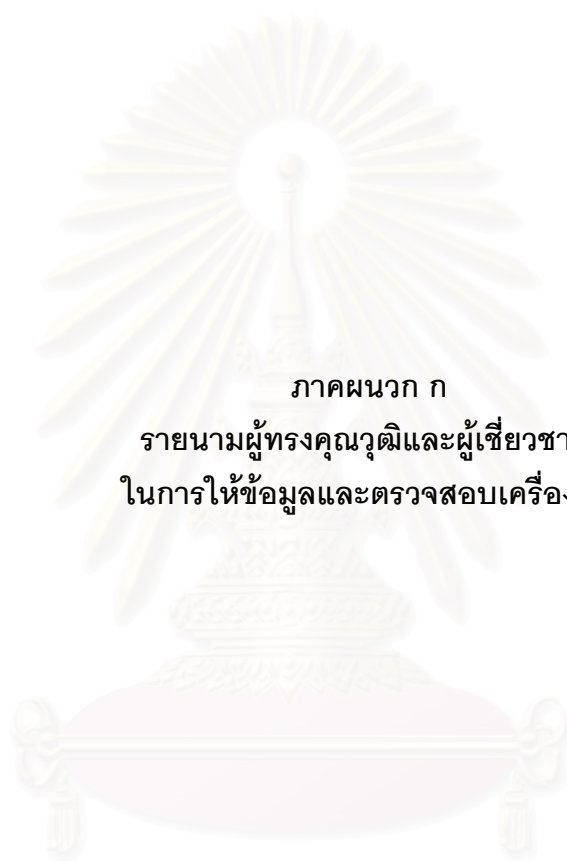 ภาคผนวก ก
รายนามผู้ทรงคุณวุฒิและผู้เชี่ยวชา
ในการให้ข้อมูลและตรวจสอบเครื่อง